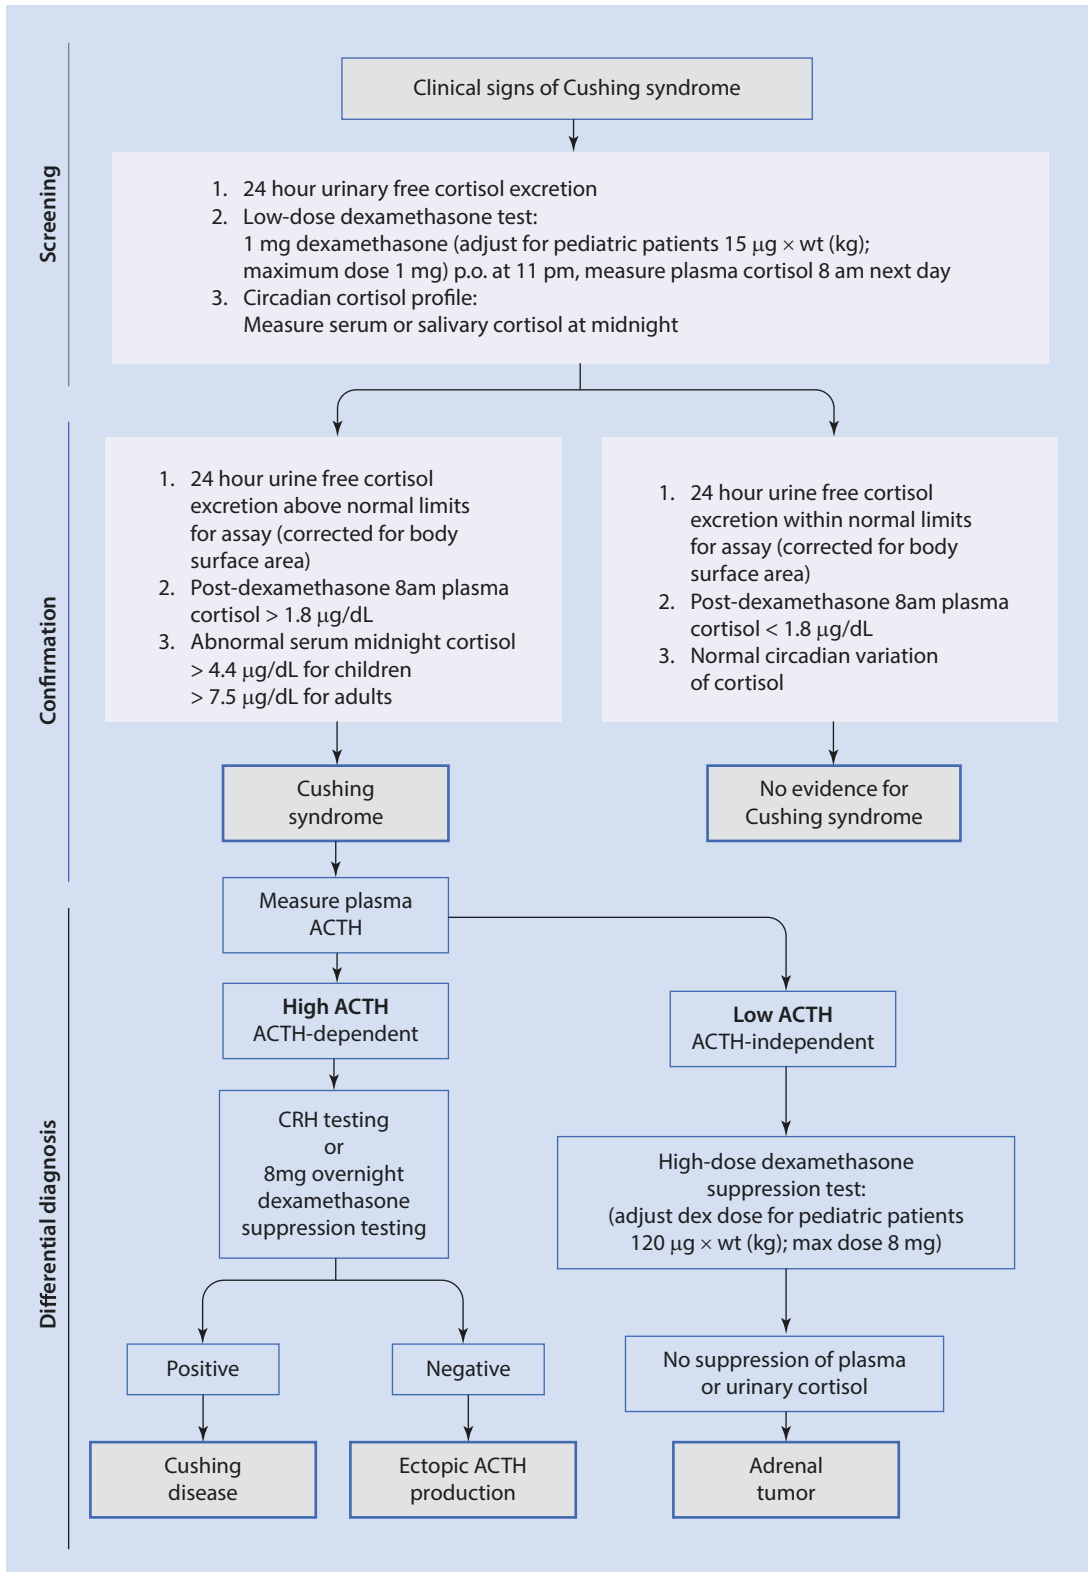 Screening
Clinical signs of Cushing syndrome
1. 24 hour urinary free cortisol excretion
2. Low-dose dexamethasone test:
1 mg dexamethasone (adjust for pediatric patients 15 μg × wt (kg);
maximum dose 1 mg) p.o. at 11 pm, measure plasma cortisol 8 am next day
3. Circadian cortisol profile:
Measure serum or salivary cortisol at midnight
Confirmation
1. 24 hour urine free cortisol
excretion above normal limits
for assay (corrected for body
surface area)
2. Post-dexamethasone 8am plasma
cortisol > 1.8 μg/dL
3. Abnormal serum midnight cortisol
> 4.4 μg/dL for children
> 7.5 μg/dL for adults
1. 24 hour urine free cortisol
excretion within normal limits
for assay (corrected for body
surface area)
2. Post-dexamethasone 8am plasma
cortisol < 1.8 μg/dL
3. Normal circadian variation
of cortisol
Cushing
syndrome
No evidence for
Cushing syndrome
Differential diagnosis
Measure plasma
ACTH
High ACTH
ACTH-dependent
Low ACTH
ACTH-independent
CRH testing
or
8mg overnight
dexamethasone
suppression testing
High-dose dexamethasone
suppression test:
(adjust dex dose for pediatric patients
120 μg × wt (kg); max dose 8 mg)
Positive
Negative
No suppression of plasma
or urinary cortisol
Cushing
disease
Ectopic ACTH
production
Adrenal
tumor